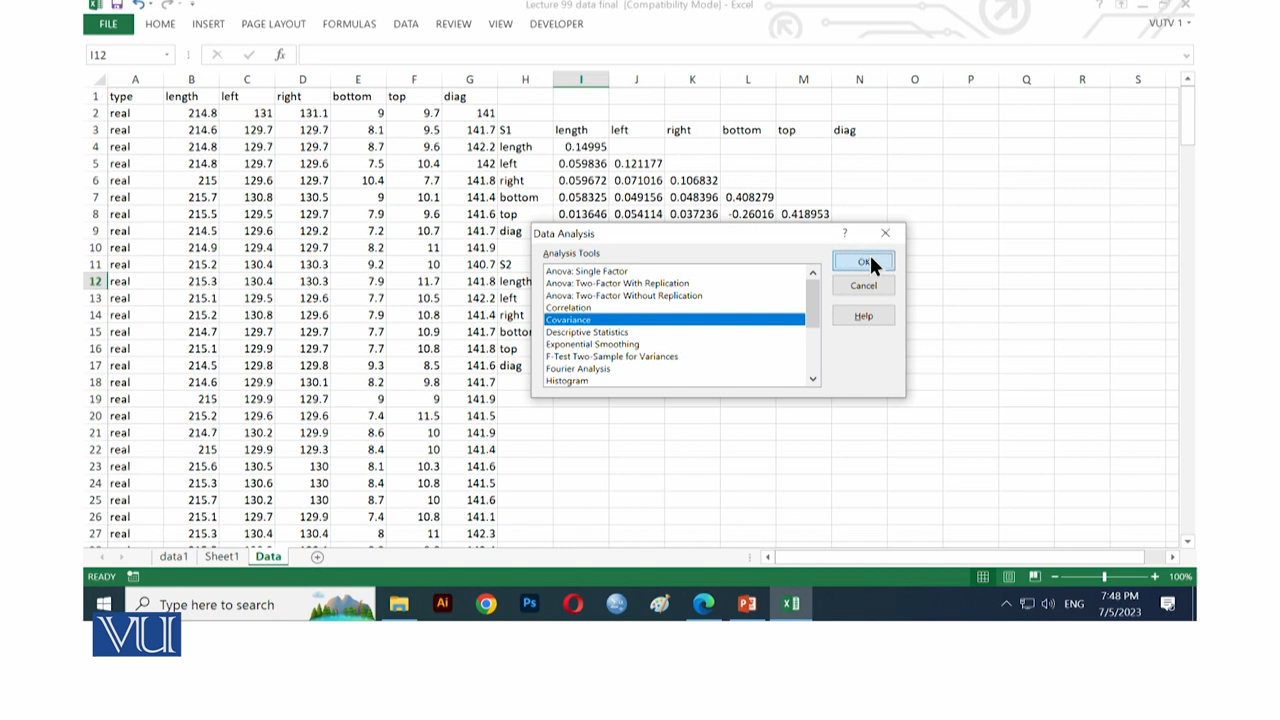 Lecture 99 data final [Compatibility Mode] - Excel
FILE HOME INSERT PAGE LAYOUT FORMULAS DATA REVIEW VIEW DEVELOPER VUTV 1
I12 fx
A B C D E F G H I J K L M N O P Q R S
1 type length left right bottom top diag
2 real 214.8 131 131.1 9 9.7 141
3 real 214.6 129.7 129.7 8.1 9.5 141.7 S1 length left right bottom top diag
4 real 214.8 129.7 129.7 8.7 9.6 142.2 length 0.14995
5 real 214.8 129.7 129.6 7.5 10.4 142 left 0.059836 0.121177
6 real 215 129.6 129.7 10.4 7.7 141.8 right 0.059672 0.071016 0.106832
7 real 215.7 130.8 130.5 9 10.1 141.4 bottom 0.058325 0.049156 0.048396 0.408279
8 real 215.5 129.5 129.7 7.9 9.6 141.6 top 0.013646 0.054114 0.037236 -0.26016 0.418953
9 real 214.5 129.6 129.2 7.2 10.7 141.7 diag
10 real 214.9 129.4 129.7 8.2 11 141.9
11 real 215.2 130.4 130.3 9.2 10 140.7 S2
12 real 215.3 130.4 130.3 7.9 11.7 141.8 length
13 real 215.1 129.5 129.6 7.7 10.5 142.2 left
14 real 215.2 130.8 129.6 7.9 10.8 141.4 right
15 real 214.7 129.7 129.7 7.7 10.9 141.7
16 real 215.1 129.9 129.7 7.7 10.8 141.8 top
17 real 214.5 129.8 129.8 9.3 8.5 141.6 diag
18 real 214.6 129.9 130.1 8.2 9.8 141.7
19 real 215 129.9 129.7 9 9 141.9
20 real 215.2 129.6 129.6 7.4 11.5 141.5
21 real 214.7 130.2 129.9 8.6 10 141.9
22 real 215 129.9 129.3 8.4 10 141.4
23 real 215.6 130.5 130 8.1 10.3 141.6
24 real 215.3 130.6 130 8.4 10.8 141.5
25 real 215.7 130.2 130 8.7 10 141.6
26 real 215.1 129.7 129.9 7.4 10.8 141.1
27 real 215.3 130.4 130.4 8 11 142.3
Data Analysis ?
Analysis Tools
Anova: Single Factor
Anova: Two-Factor With Replication
Anova: Two-Factor Without Replication
Correlation
Covariance
Descriptive Statistics
Exponential Smoothing
F-Test Two-Sample for Variances
Fourier Analysis
Histogram
OK
Cancel
Help
data1 Sheet1 Data
READY 100%
Type here to search Ai Ps ENG 7:48 PM
7/5/2023
VU